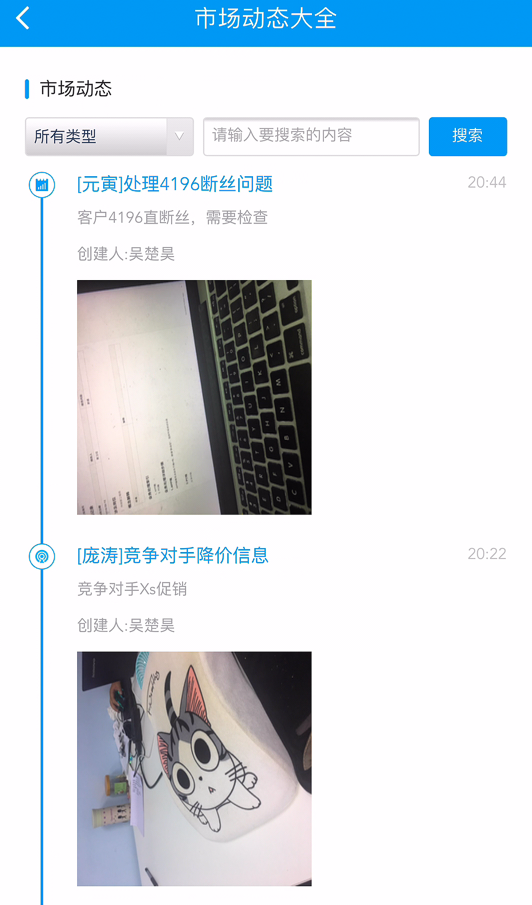 市场动态大全
市场动态
所有类型
请输入要搜索的内容
搜索
[元寅]处理4196断丝问题
20:44
客户4196直断丝，需要检查
创建人:吴楚昊
[庞涛]竞争对手降价信息
20:22
竞争对手Xs促销
创建人:吴楚昊